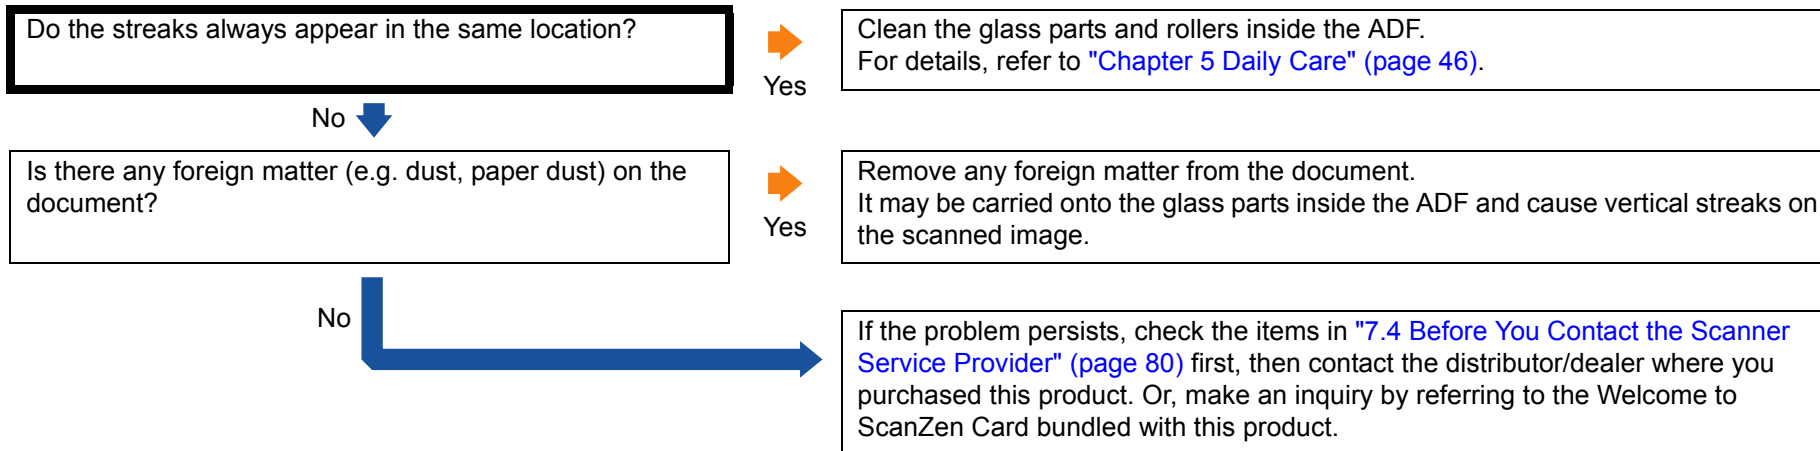 Do the streaks always appear in the same location?
Yes
Clean the glass parts and rollers inside the ADF.
For details, refer to "Chapter 5 Daily Care" (page 46).
No
Is there any foreign matter (e.g. dust, paper dust) on the
document?
Yes
Remove any foreign matter from the document.
It may be carried onto the glass parts inside the ADF and cause vertical streaks on
the scanned image.
No
If the problem persists, check the items in "7.4 Before You Contact the Scanner
Service Provider" (page 80) first, then contact the distributor/dealer where you
purchased this product. Or, make an inquiry by referring to the Welcome to
ScanZen Card bundled with this product.